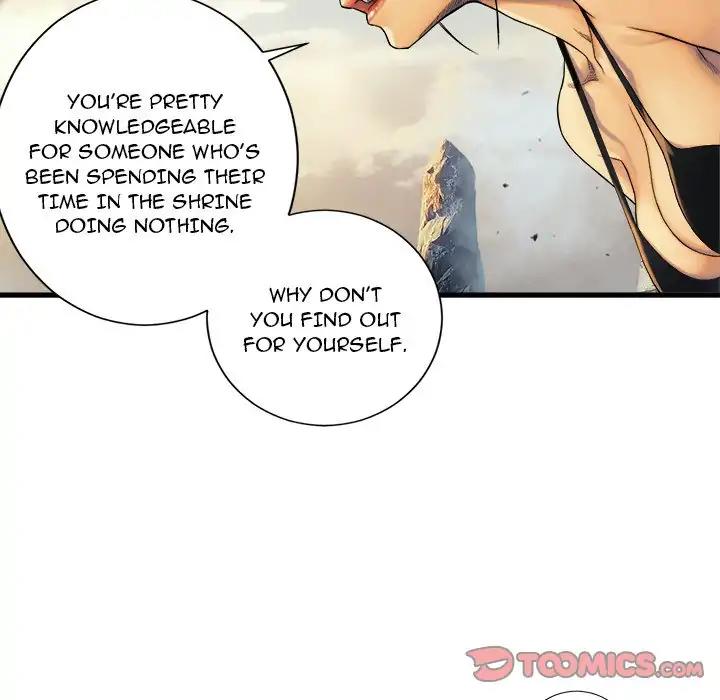 YOU'RE PRETTY
KNOWLEDGEABLE
FOR SOMEONE WHO'S
BEEN SPENDING THEIR
TIME IN THE SHRINE
DOING NOTHING.
WHY DON'T
YOU FIND OUT
FOR YOURSELF.
TOOMICS.COM